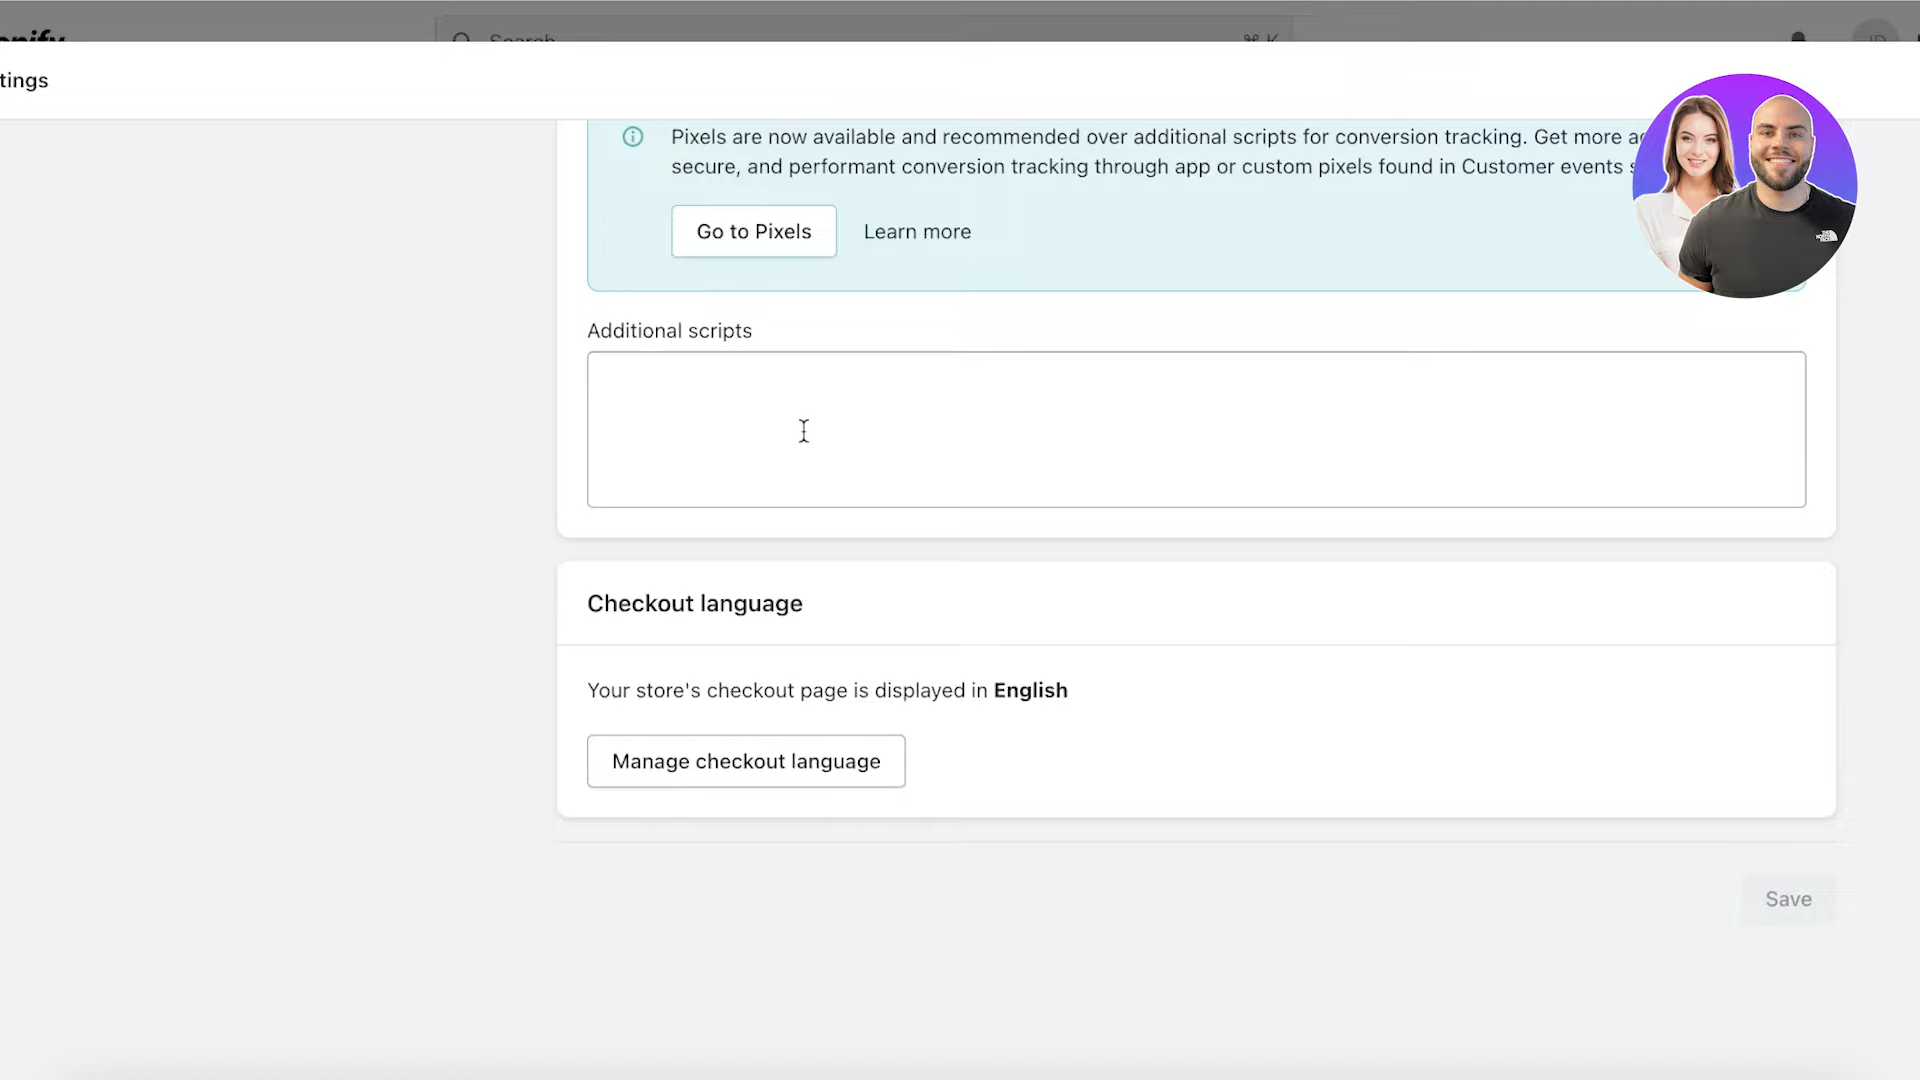 Search
⌘ K
JD
tings
Pixels are now available and recommended over additional scripts for conversion tracking. Get more
secure, and performant conversion tracking through app or custom pixels found in Customer events
Go to Pixels
Learn more
Additional scripts
Checkout language
Your store's checkout page is displayed in English
Manage checkout language
Save